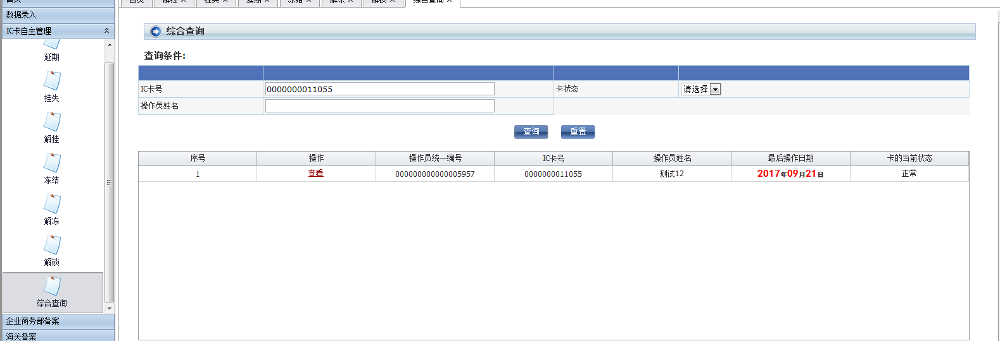 首页
数据录入
IC卡自主管理
延期
挂失
解挂
冻结
解冻
解锁
综合查询
企业商务部备案
海关备案
首页 解挂 挂失 延期 冻结 解冻 解锁 综合查询
综合查询
查询条件:
IC卡号 0000000011055 卡状态 请选择
操作员姓名
查询 重置
序号 操作 操作员统一编号 IC卡号 操作员姓名 最后操作日期 卡的当前状态
1 查看 000000000000005957 0000000011055 测试12 2017年09月21日 正常